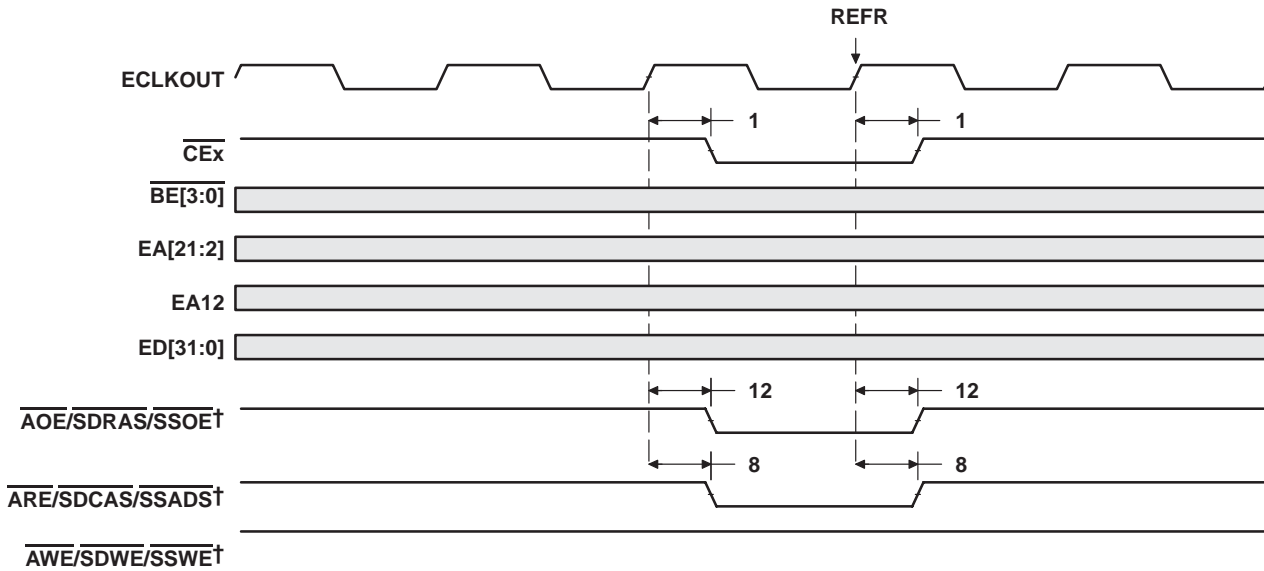 REFR
ECLKOUT
1 1
CEx
BE[3:0]
EA[21:2]
EA12
ED[31:0]
12 12
AOE/SDRAS/SSOE†
8 8
ARE/SDCAS/SSADS†
AWE/SDWE/SSWE†